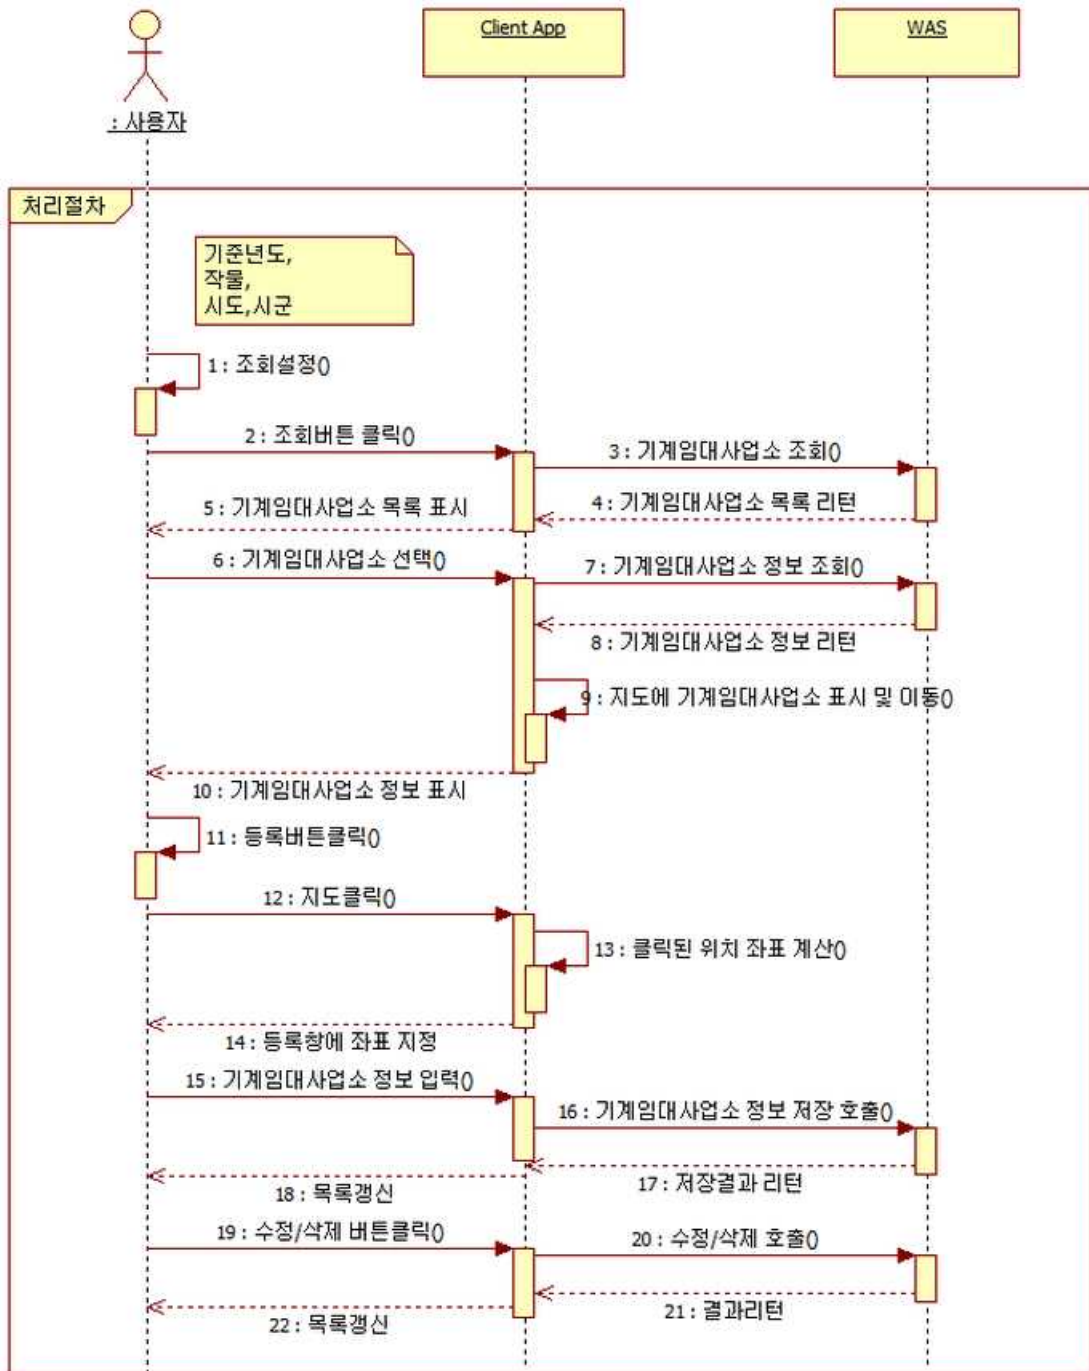 Client App
WAS
: 사용자
처리절차
기준년도,
작물,
시도,시군
1 : 조회설정()
2 : 조회버튼 클릭()
3 : 기계임대사업소 조회()
4 : 기계임대사업소 목록 리턴
5 : 기계임대사업소 목록 표시
6 : 기계임대사업소 선택()
7 : 기계임대사업소 정보 조회()
8 : 기계임대사업소 정보 리턴
9 : 지도에 기계임대사업소 표시 및 이동()
10 : 기계임대사업소 정보 표시
11 : 등록버튼클릭()
12 : 지도클릭()
13 : 클릭된 위치 좌표 계산()
14 : 등록창에 좌표 지정
15 : 기계임대사업소 정보 입력()
16 : 기계임대사업소 정보 저장 호출()
17 : 저장결과 리턴
18 : 목록갱신
19 : 수정/삭제 버튼클릭()
20 : 수정/삭제 호출()
21 : 결과리턴
22 : 목록갱신